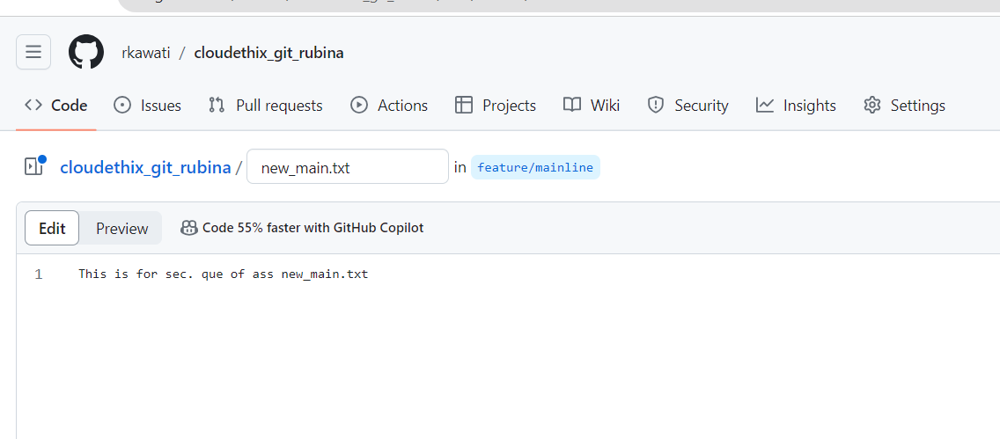 rkawati / cloudethix_git_rubina
Code Issues Pull requests Actions Projects Wiki Security Insights Settings
cloudethix_git_rubina / new_main.txt in feature/mainline
Edit Preview Code 55% faster with GitHub Copilot
1 This is for sec. que of ass new_main.txt